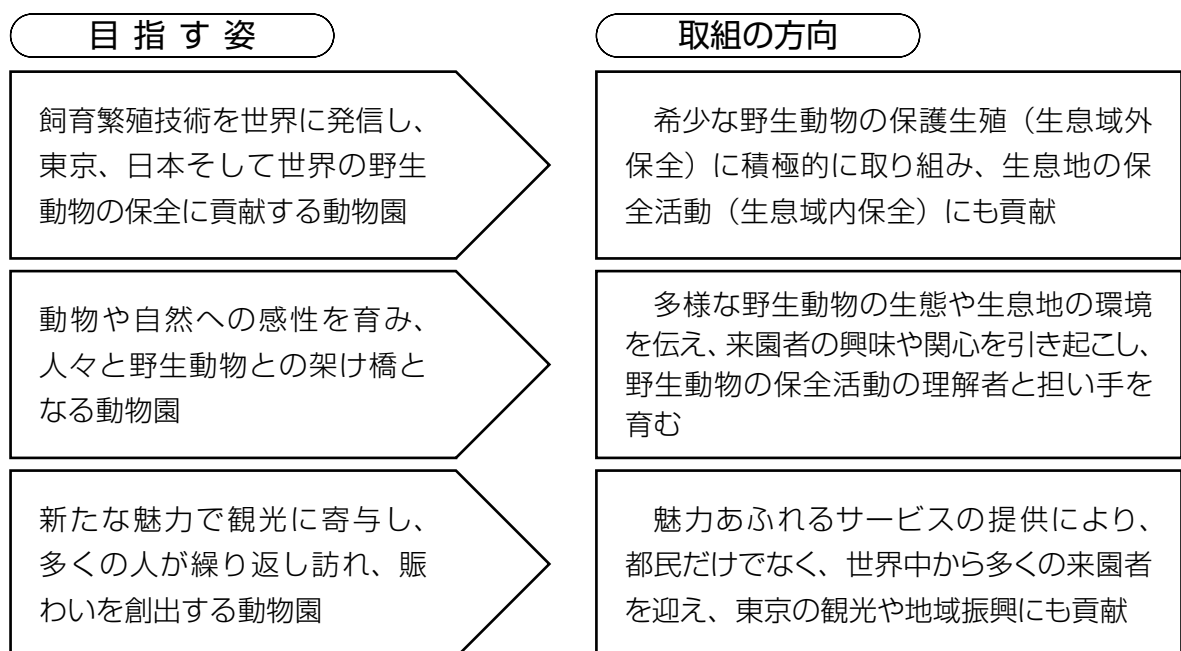 目指す姿
取組の方向
飼育繁殖技術を世界に発信し、
東京、日本そして世界の野生
動物の保全に貢献する動物園
希少な野生動物の保護生殖（生息域外
保全）に積極的に取り組み、生息地の保
全活動（生息域内保全）にも貢献
動物や自然への感性を育み、
人々と野生動物との架け橋と
なる動物園
多様な野生動物の生態や生息地の環境
を伝え、来園者の興味や関心を引き起こし、
野生動物の保全活動の理解者と担い手を
育む
新たな魅力で観光に寄与し、
多くの人が繰り返し訪れ、賑
わいを創出する動物園
魅力あふれるサービスの提供により、
都民だけでなく、世界中から多くの来園者
を迎え、東京の観光や地域振興にも貢献